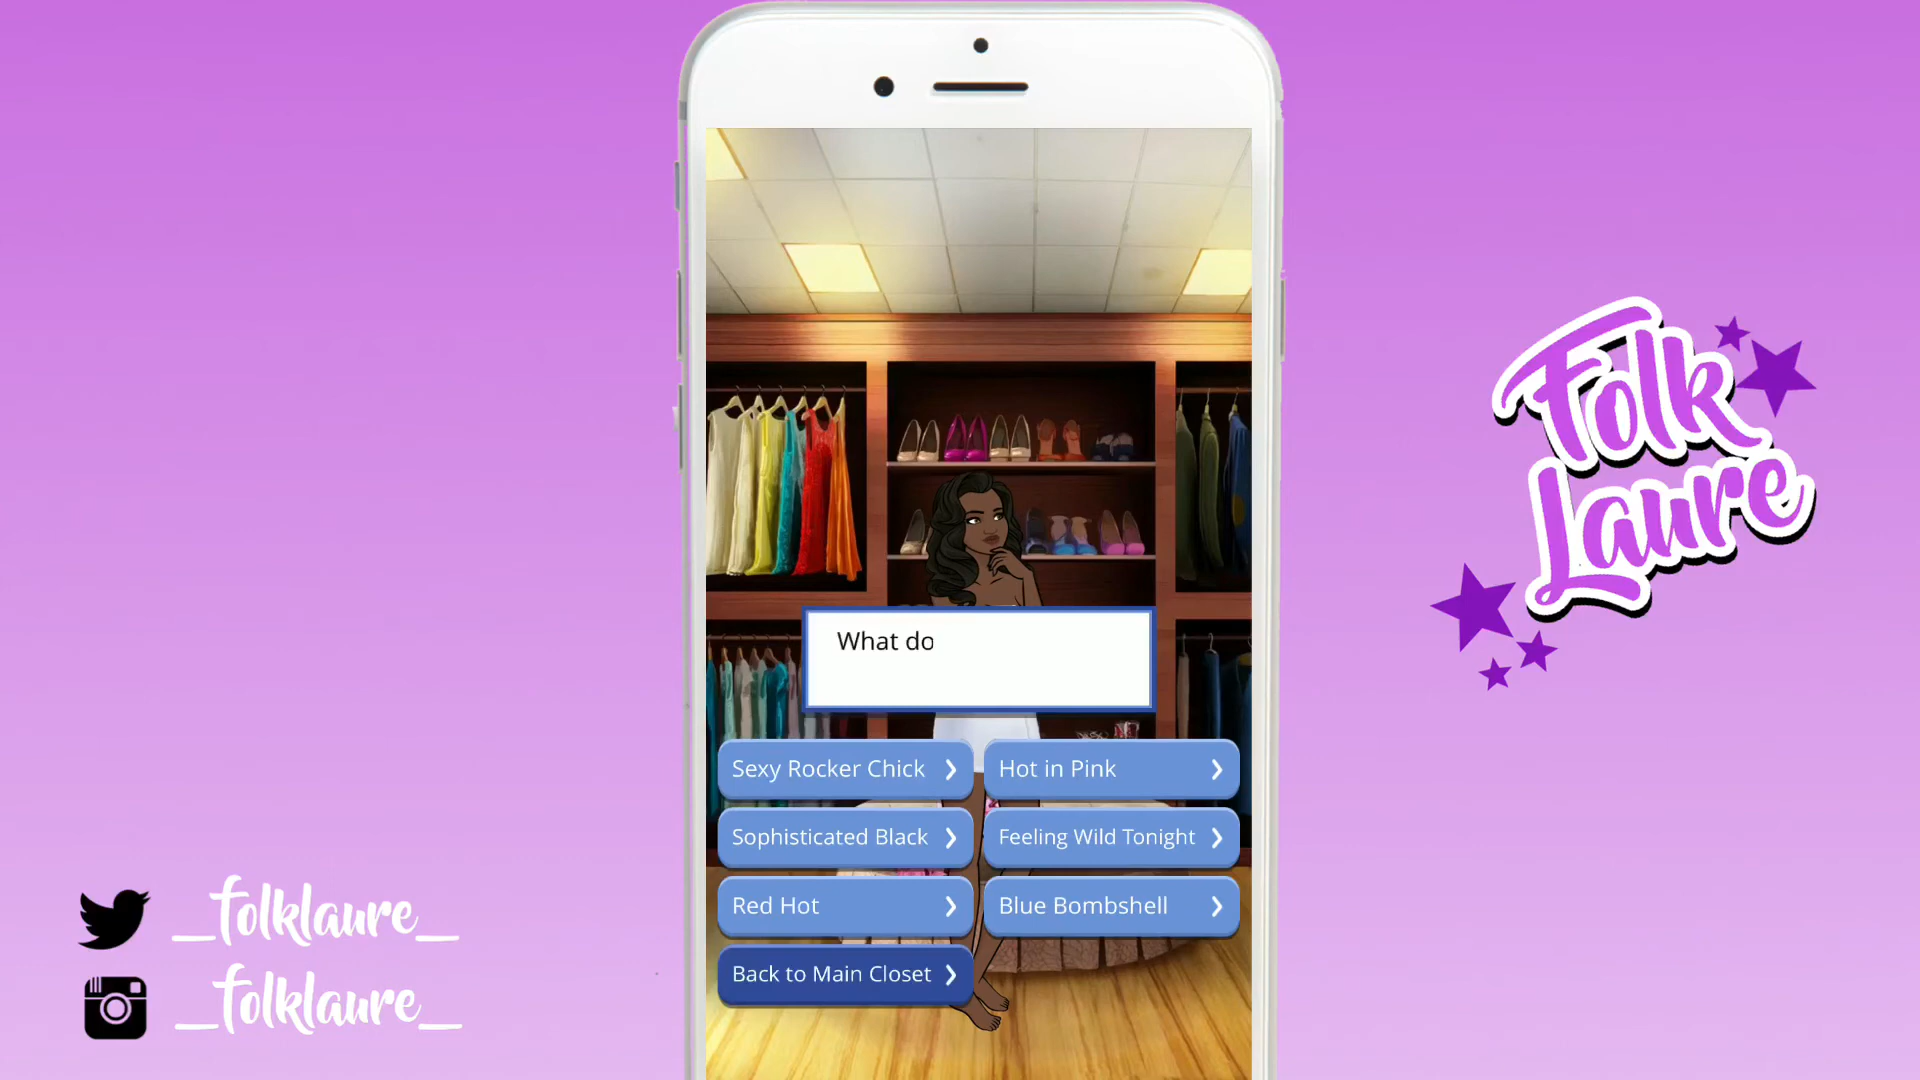 What do
Sexy Rocker Chick
Hot in Pink
Sophisticated Black
Feeling Wild Tonight
Red Hot
Blue Bombshell
Back to Main Closet
Folk
Laure
_folklaure_
_folklaure_